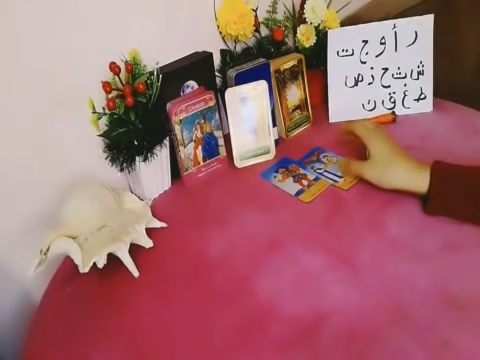 ر أ و ج ت
ش ث ح ذ ص
ط غ ق ن